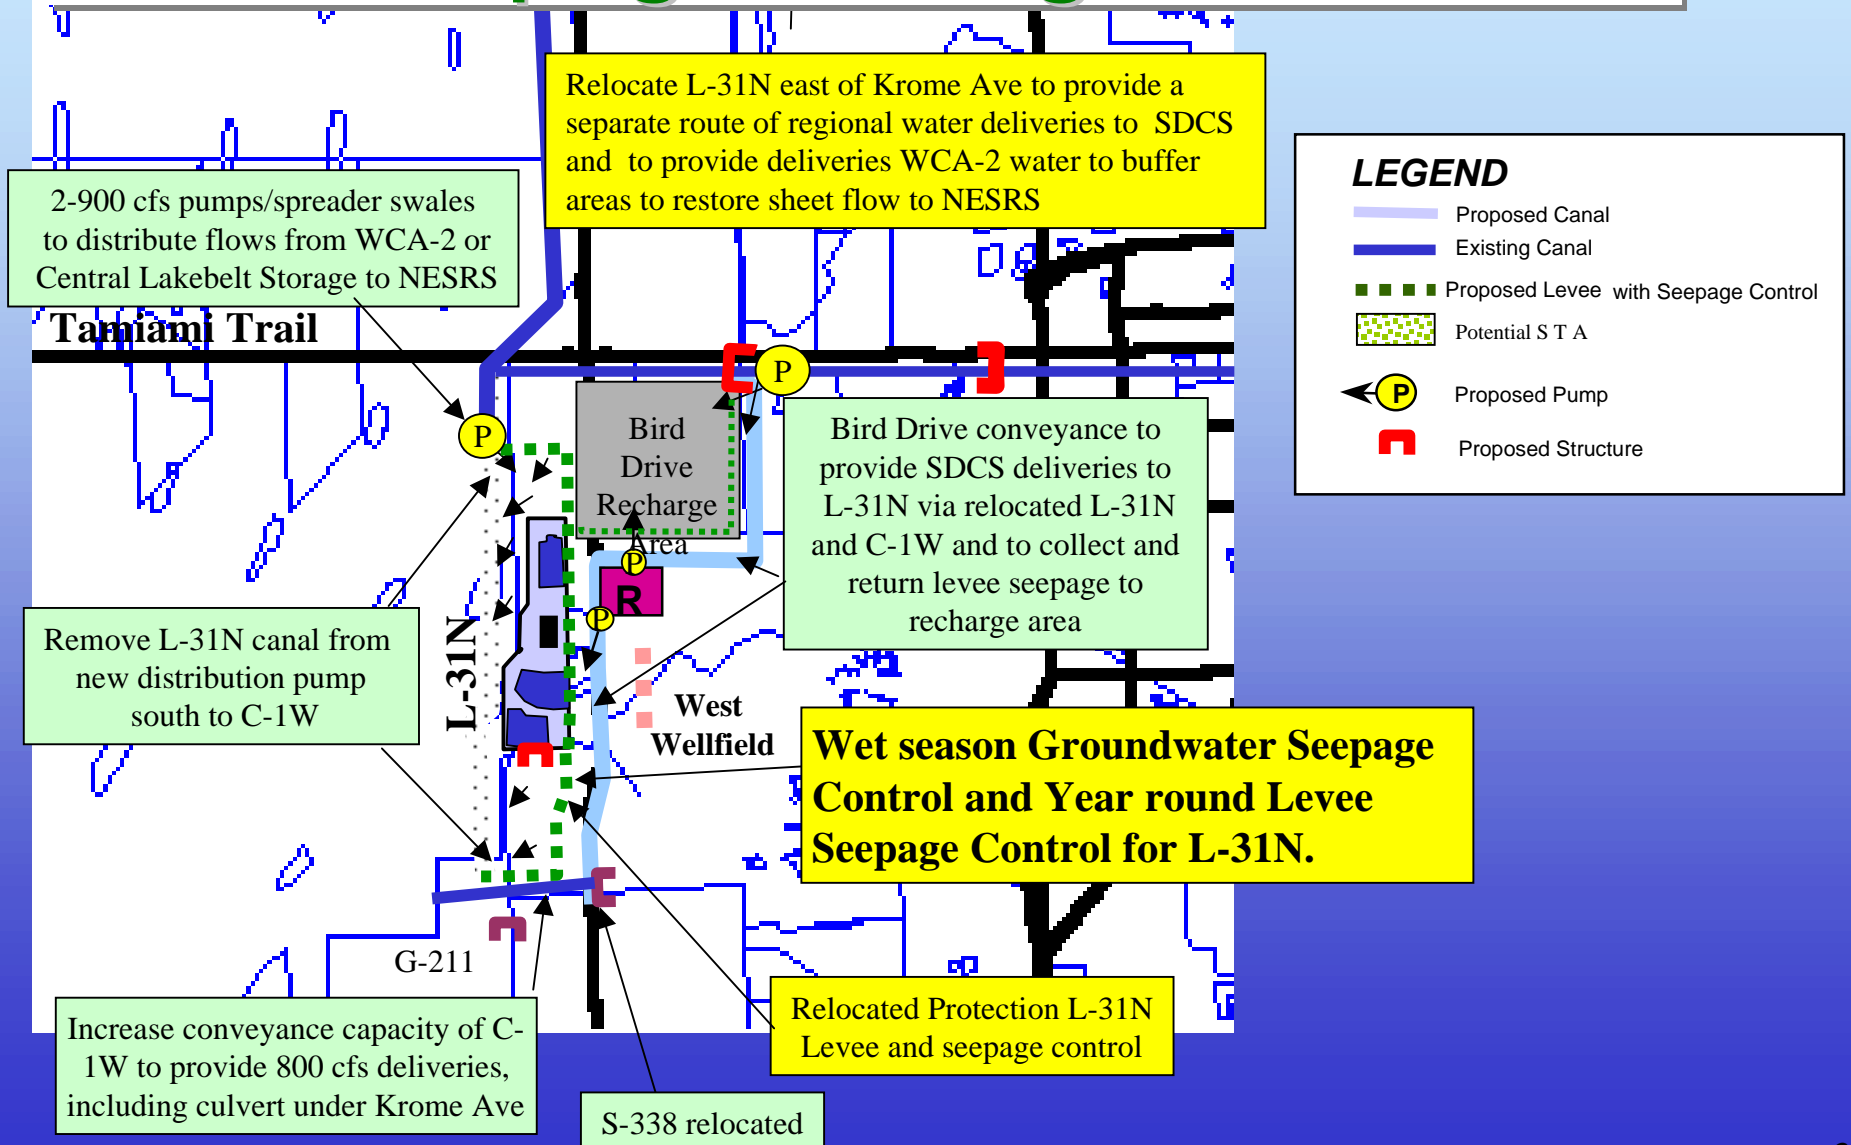 Relocate L-31N east of Krome Ave to provide a
separate route of regional water deliveries to SDCS
and to provide deliveries WCA-2 water to buffer
areas to restore sheet flow to NESRS
2-900 cfs pumps/spreader swales
to distribute flows from WCA-2 or
Central Lakebelt Storage to NESRS
Tamiami Trail
LEGEND
Proposed Canal
Existing Canal
Proposed Levee with Seepage Control
Potential S T A
P Proposed Pump
Proposed Structure
P
P
Bird
Drive
Recharge
Area
P
R
P
Bird Drive conveyance to
provide SDCS deliveries to
L-31N via relocated L-31N
and C-1W and to collect and
return levee seepage to
recharge area
Remove L-31N canal from
new distribution pump
south to C-1W
L-31N
West
Wellfield
Wet season Groundwater Seepage
Control and Year round Levee
Seepage Control for L-31N.
G-211
Relocated Protection L-31N
Levee and seepage control
Increase conveyance capacity of C-
1W to provide 800 cfs deliveries,
including culvert under Krome Ave
S-338 relocated